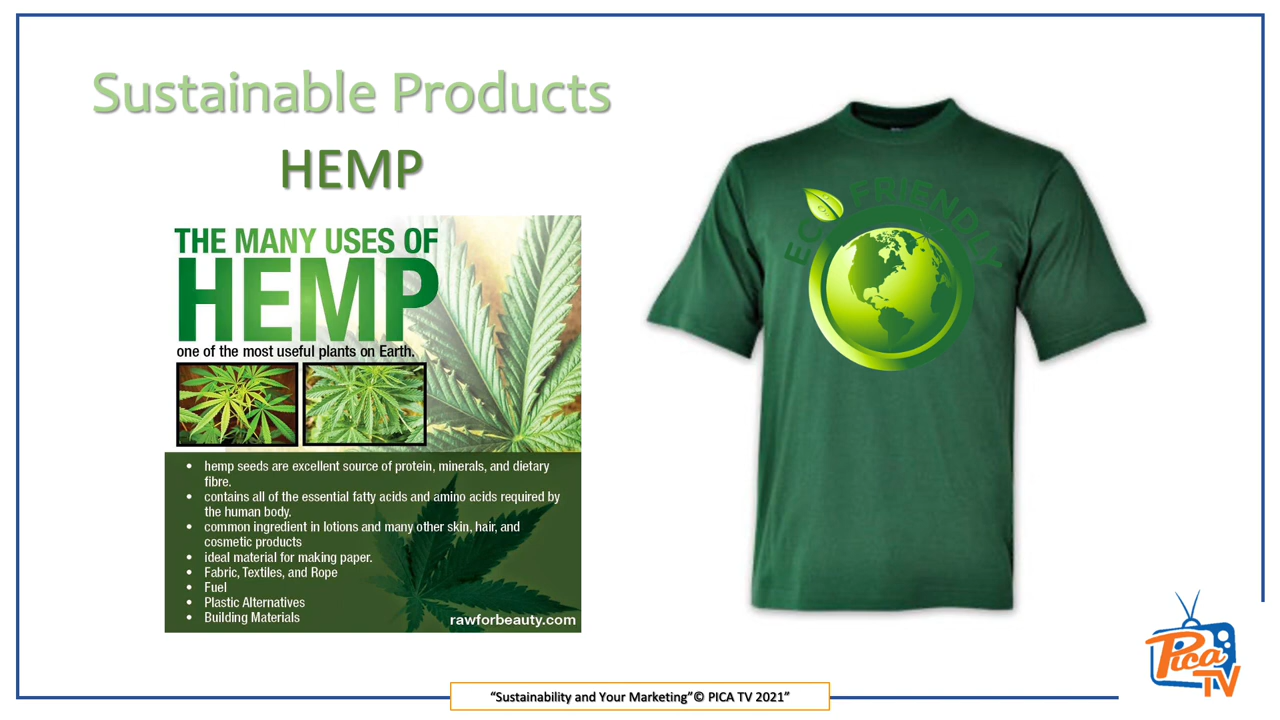 Sustainable Products
HEMP
THE MANY USES OF
HEMP
one of the most useful plants on Earth.
• hemp seeds are excellent source of protein, minerals, and dietary
fibre.
• contains all of the essential fatty acids and amino acids required by
the human body.
• common ingredient in lotions and many other skin, hair, and
cosmetic products
• ideal material for making paper.
• Fabric, Textiles, and Rope
• Fuel
• Plastic Alternatives
• Building Materials
rawforbeauty.com
ECO FRIENDLY
Pica
TV
“Sustainability and Your Marketing”© PICA TV 2021”